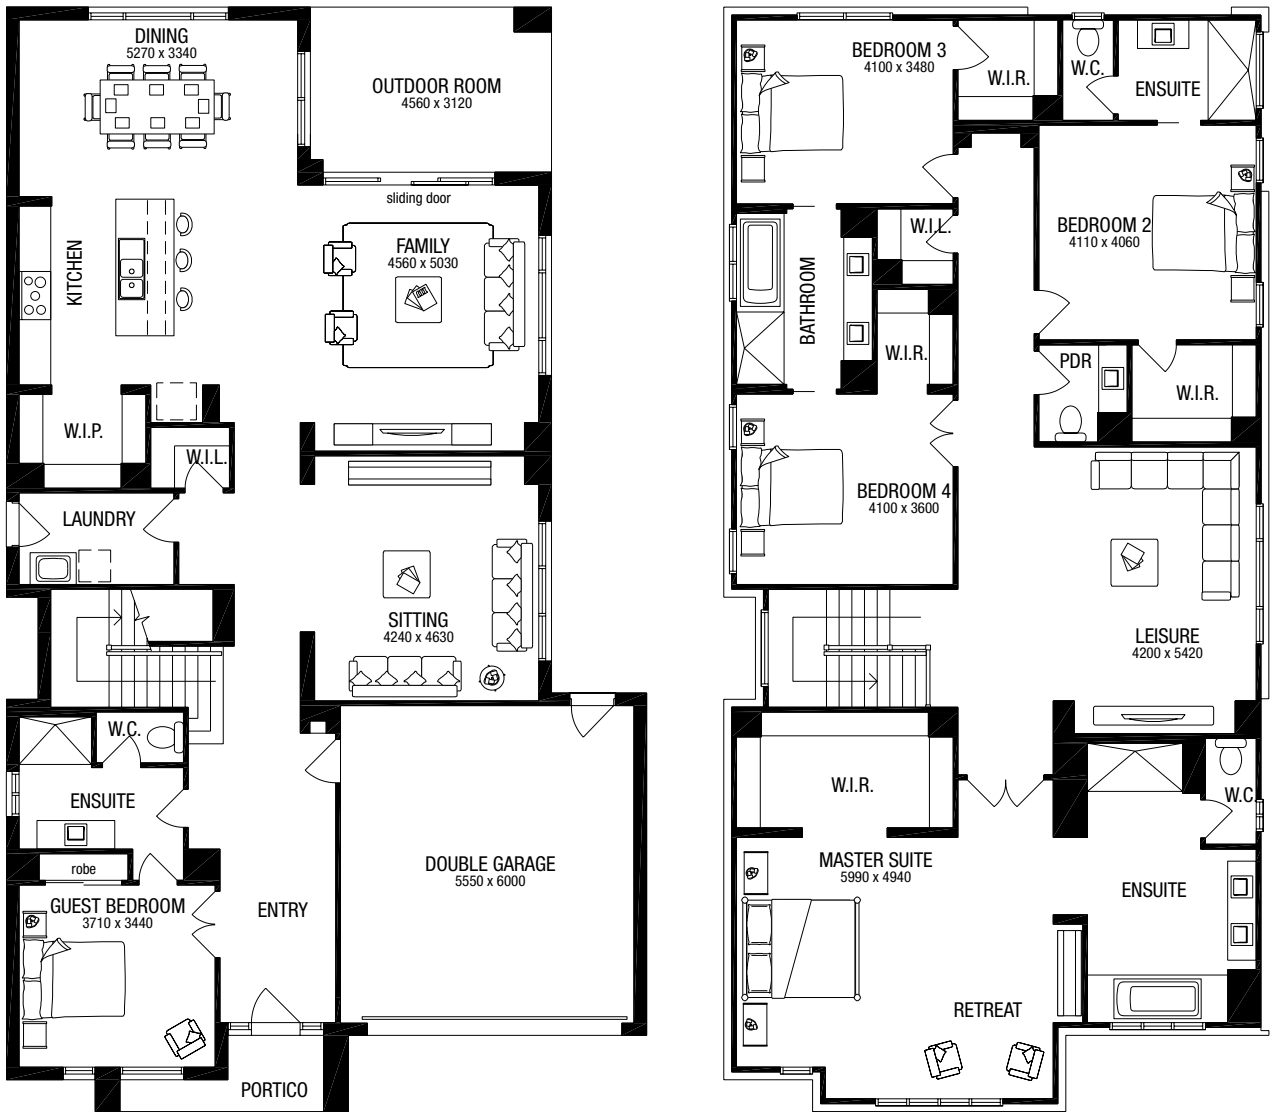 DINING
5270 x 3340
OUTDOOR ROOM
4560 x 3120
sliding door
KITCHEN
FAMILY
4560 x 5030
W.I.P.
W.I.L.
LAUNDRY
SITTING
4240 x 4630
W.C.
ENSUITE
robe
GUEST BEDROOM
3710 x 3440
ENTRY
DOUBLE GARAGE
5550 x 6000
PORTICO
BEDROOM 3
4100 x 3480
W.I.R.
W.C.
ENSUITE
BEDROOM 2
4110 x 4060
W.I.L.
BATHROOM
W.I.R.
PDR
W.I.R.
BEDROOM 4
4100 x 3600
LEISURE
4200 x 5420
W.I.R.
W.C.
MASTER SUITE
5990 x 4940
ENSUITE
RETREAT